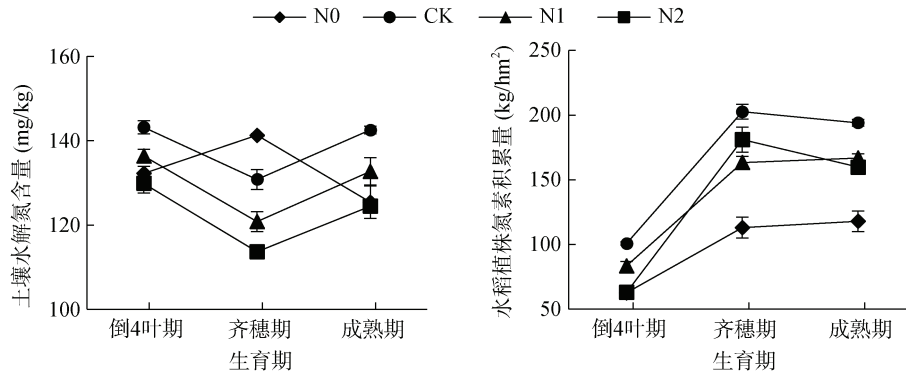 N0 CK N1 N2
土壤水解氮含量 (mg/kg)
160
140
120
100
倒4叶期 齐穗期 成熟期
生育期
水稻植株氮素积累量 (kg/hm²)
250
200
150
100
50
倒4叶期 齐穗期 成熟期
生育期